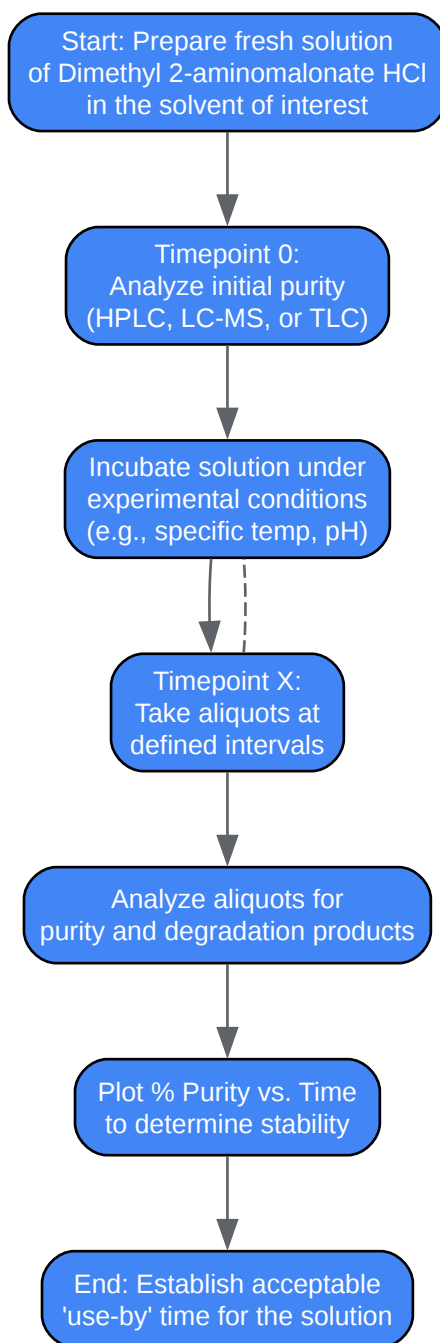 Start: Prepare fresh solution
of Dimethyl 2-aminomalonate HCl
in the solvent of interest
Timepoint 0:
Analyze initial purity
(HPLC, LC-MS, or TLC)
Incubate solution under
experimental conditions
(e.g., specific temp, pH)
Timepoint X:
Take aliquots at
defined intervals
Analyze aliquots for
purity and degradation products
Plot % Purity vs. Time
to determine stability
End: Establish acceptable
'use-by' time for the solution